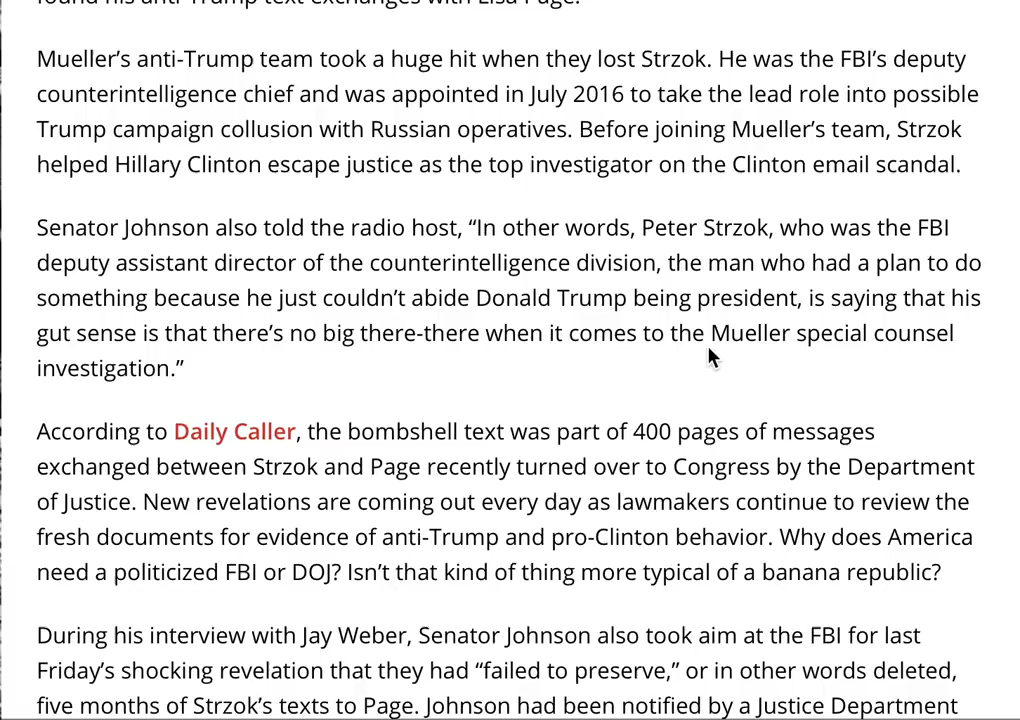 found his anti-Trump text exchanges with Lisa Page.
Mueller’s anti-Trump team took a huge hit when they lost Strzok. He was the FBI’s deputy
counterintelligence chief and was appointed in July 2016 to take the lead role into possible
Trump campaign collusion with Russian operatives. Before joining Mueller’s team, Strzok
helped Hillary Clinton escape justice as the top investigator on the Clinton email scandal.
Senator Johnson also told the radio host, “In other words, Peter Strzok, who was the FBI
deputy assistant director of the counterintelligence division, the man who had a plan to do
something because he just couldn’t abide Donald Trump being president, is saying that his
gut sense is that there’s no big there-there when it comes to the Mueller special counsel
investigation.”
According to Daily Caller, the bombshell text was part of 400 pages of messages
exchanged between Strzok and Page recently turned over to Congress by the Department
of Justice. New revelations are coming out every day as lawmakers continue to review the
fresh documents for evidence of anti-Trump and pro-Clinton behavior. Why does America
need a politicized FBI or DOJ? Isn’t that kind of thing more typical of a banana republic?
During his interview with Jay Weber, Senator Johnson also took aim at the FBI for last
Friday’s shocking revelation that they had “failed to preserve,” or in other words deleted,
five months of Strzok’s texts to Page. Johnson had been notified by a Justice Department